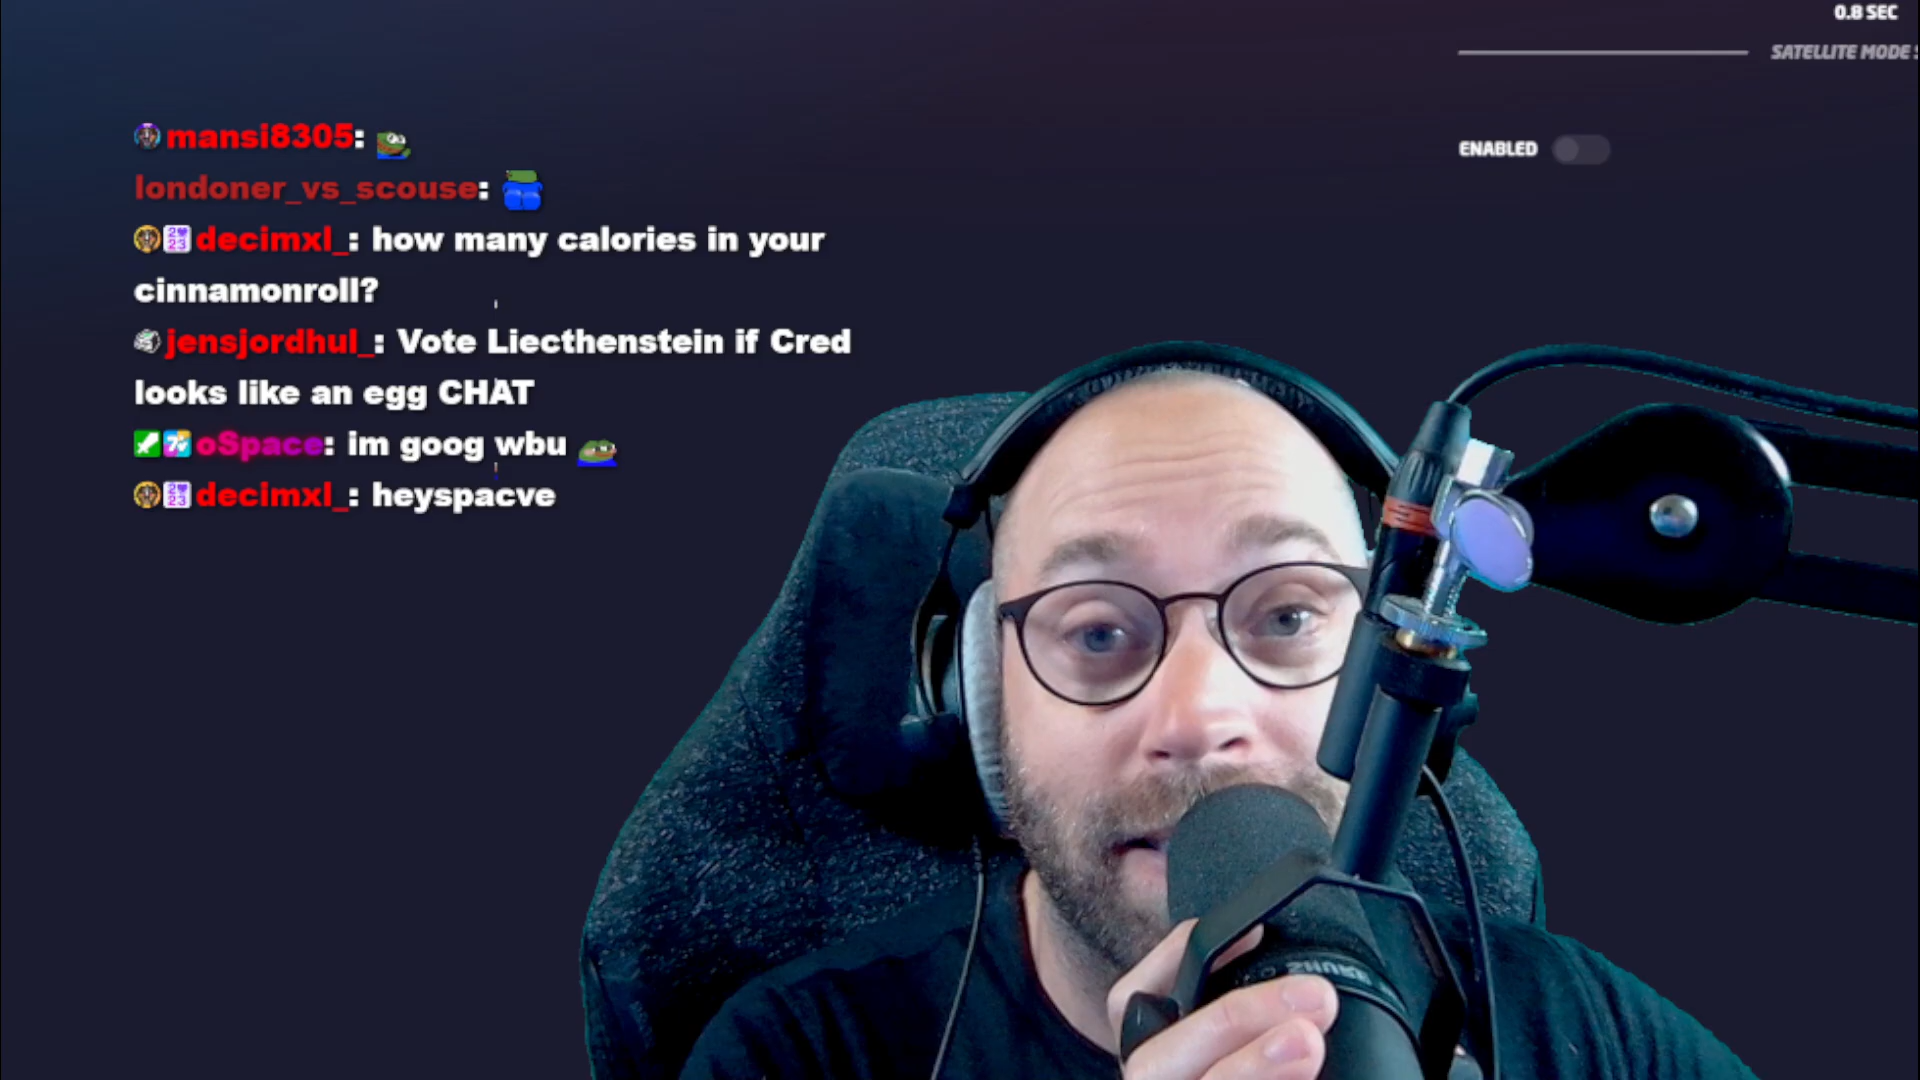 0.8 SEC
SATELLITE MODE
ENABLED
mansi8305:
londoner_vs_scouse:
decimxl_: how many calories in your
cinnamonroll?
jensjordhul_: Vote Liecthenstein if Cred
looks like an egg CHAT
oSpace: im goog wbu
decimxl_: heyspacve
SHURE